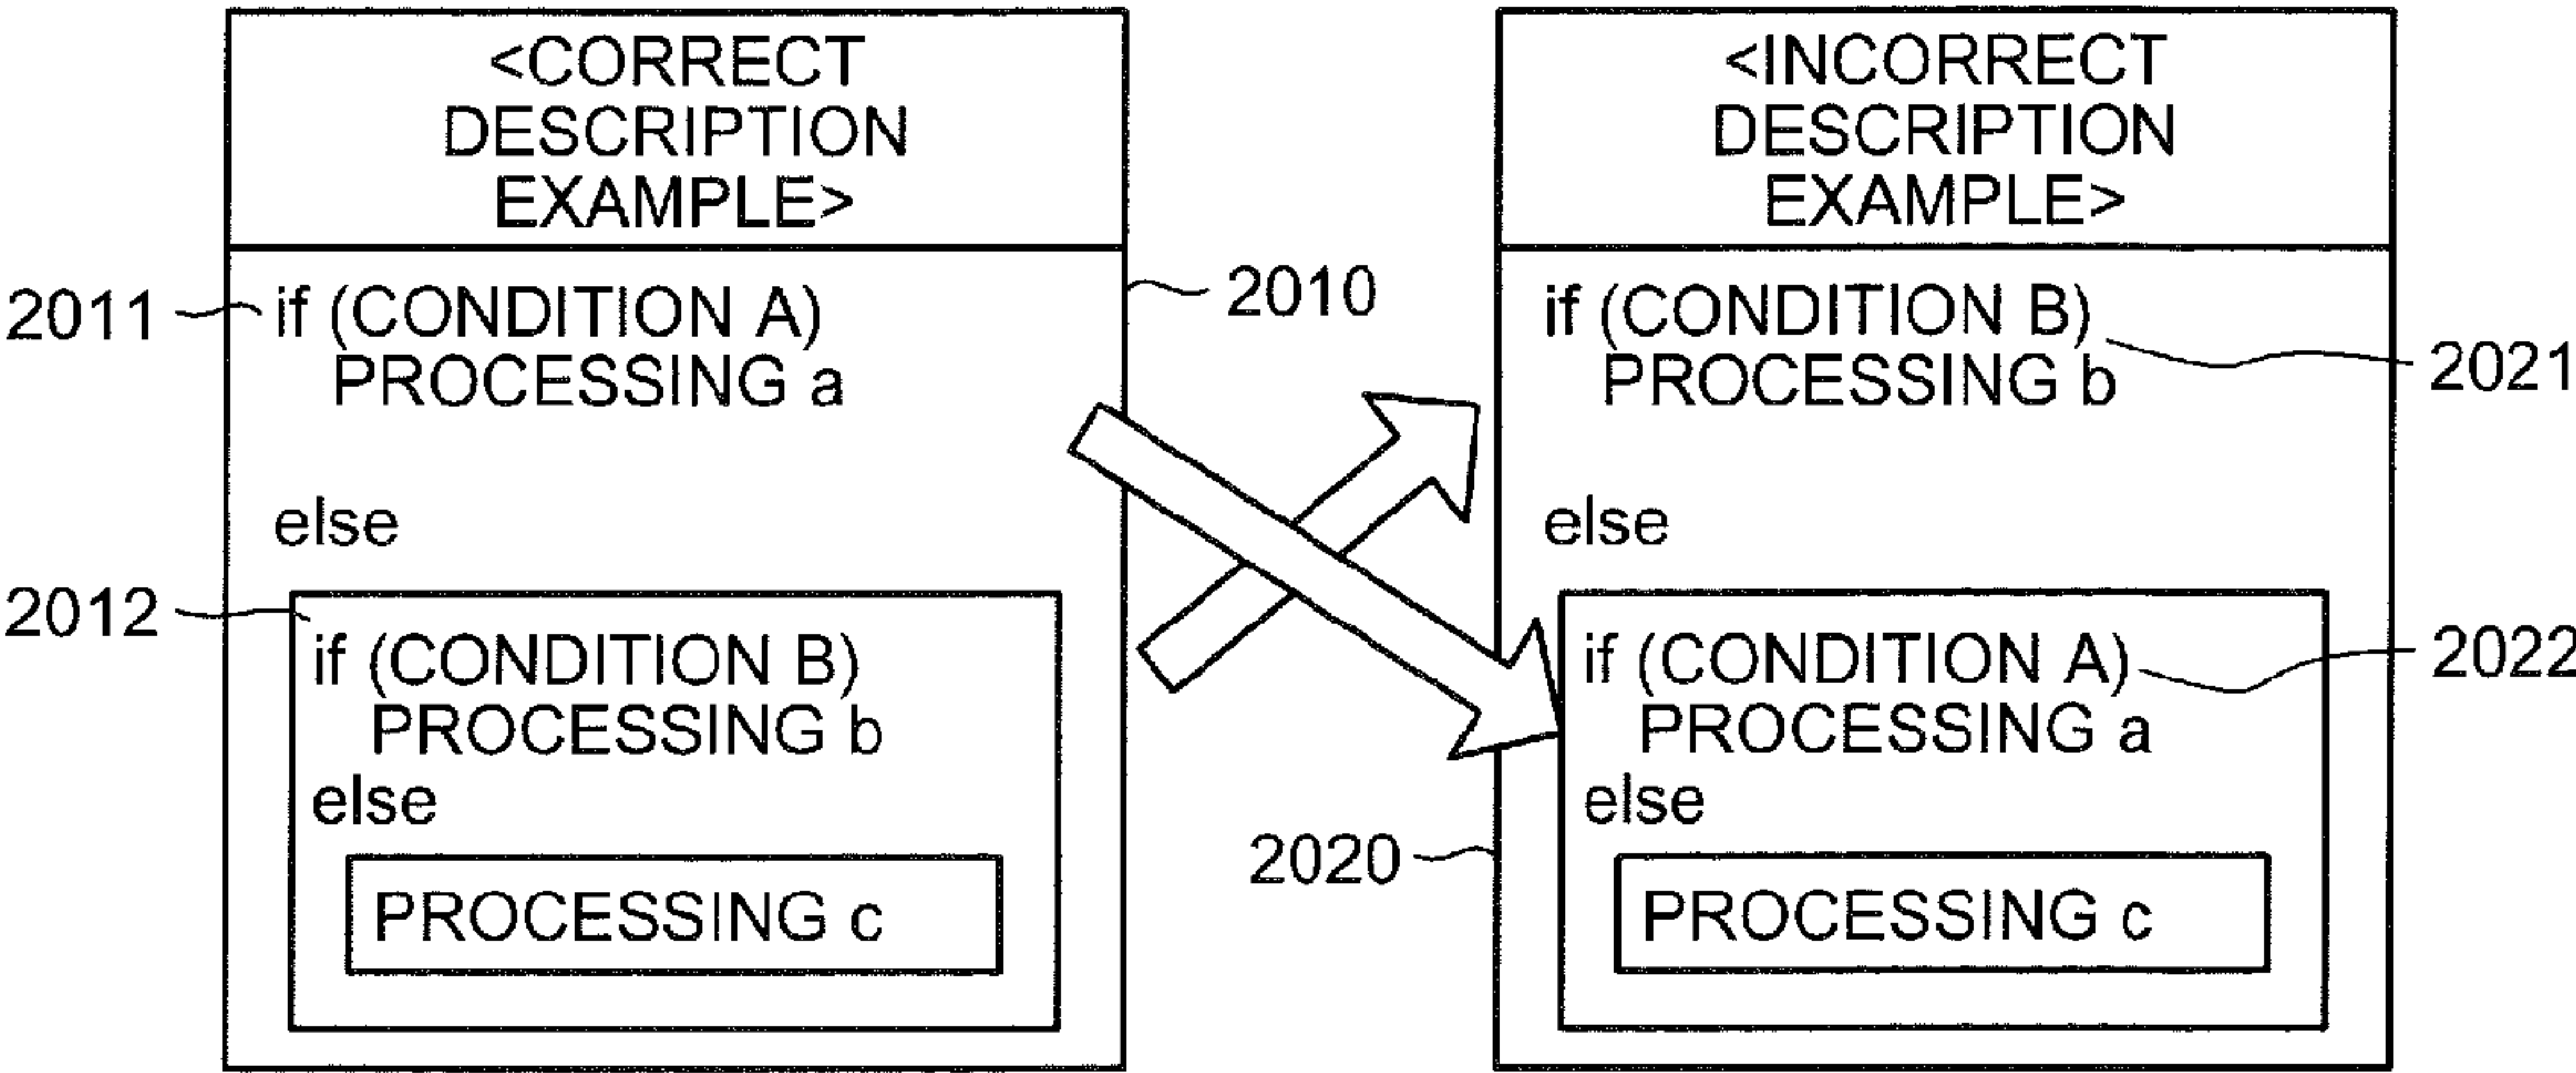 <CORRECT
DESCRIPTION
EXAMPLE>
2010
2011
if (CONDITION A)
PROCESSING a
else
2012
if (CONDITION B)
PROCESSING b
else
PROCESSING c
<INCORRECT
DESCRIPTION
EXAMPLE>
if (CONDITION B)
2021
PROCESSING b
else
if (CONDITION A)
2022
PROCESSING a
else
2020
PROCESSING c